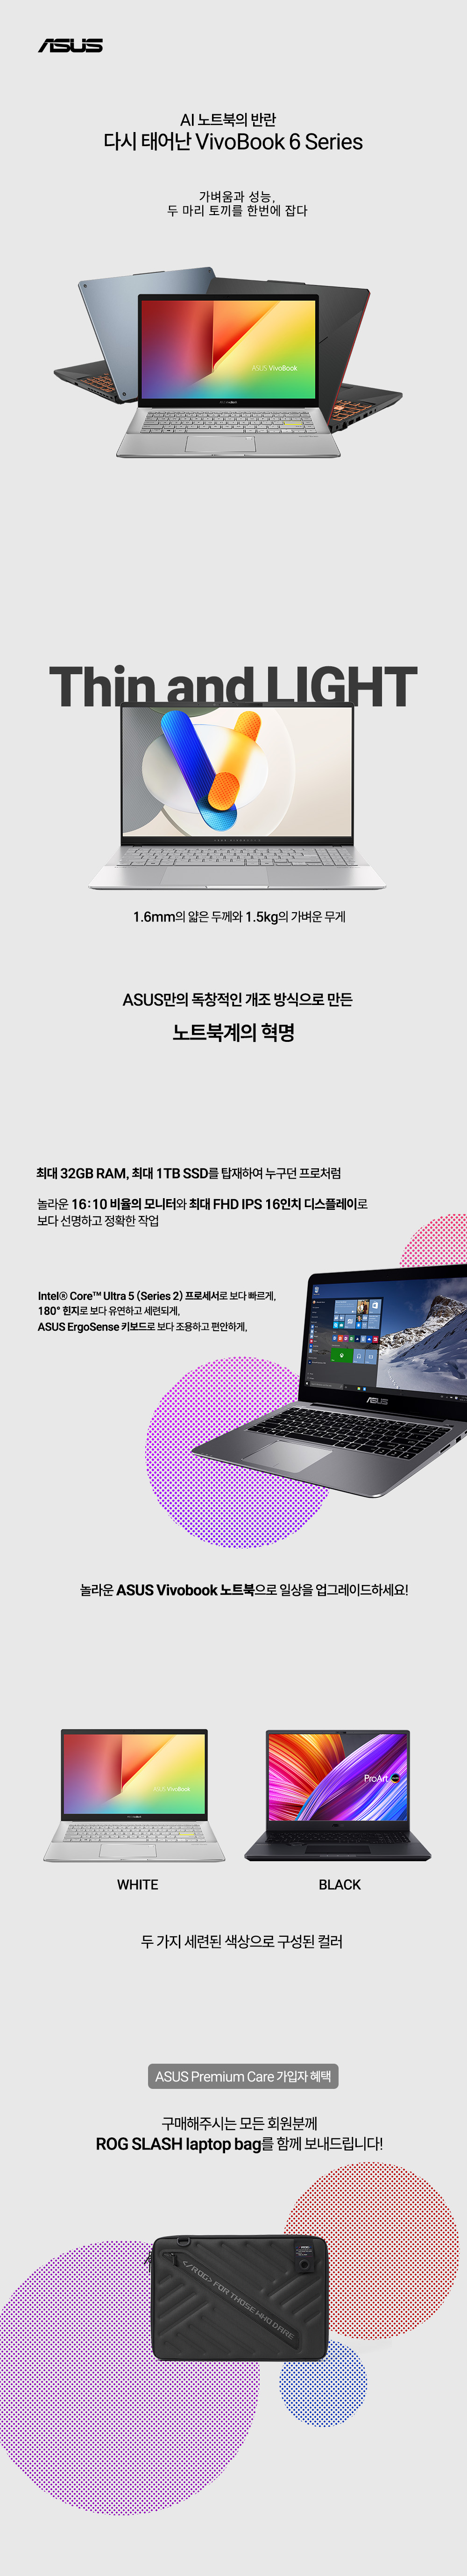 ASUS
AI 노트북의 반란
다시 태어난 VivoBook 6 Series
가벼움과 성능,
두 마리 토끼를 한번에 잡다
ASUS VivoBook
Thin and LIGHT
1.6mm의 얇은 두께와 1.5kg의 가벼운 무게
ASUS만의 독창적인 개조 방식으로 만든
노트북계의 혁명
최대 32GB RAM, 최대 1TB SSD를 탑재하여 누구던 프로처럼
놀라운 16:10 비율의 모니터와 최대 FHD IPS 16인치 디스플레이로
보다 선명하고 정확한 작업
Intel® Core™ Ultra 5 (Series 2) 프로세서로 보다 빠르게,
180° 힌지로 보다 유연하고 세련되게,
ASUS ErgoSense 키보드로 보다 조용하고 편안하게,
ASUS
놀라운 ASUS Vivobook 노트북으로 일상을 업그레이드하세요!
ASUS VivoBook
ProArt
WHITE
BLACK
두 가지 세련된 색상으로 구성된 컬러
ASUS Premium Care 가입자 혜택
구매해주시는 모든 회원분께
ROG SLASH laptop bag를 함께 보내드립니다!
</ROG> FOR THOSE WHO DARE